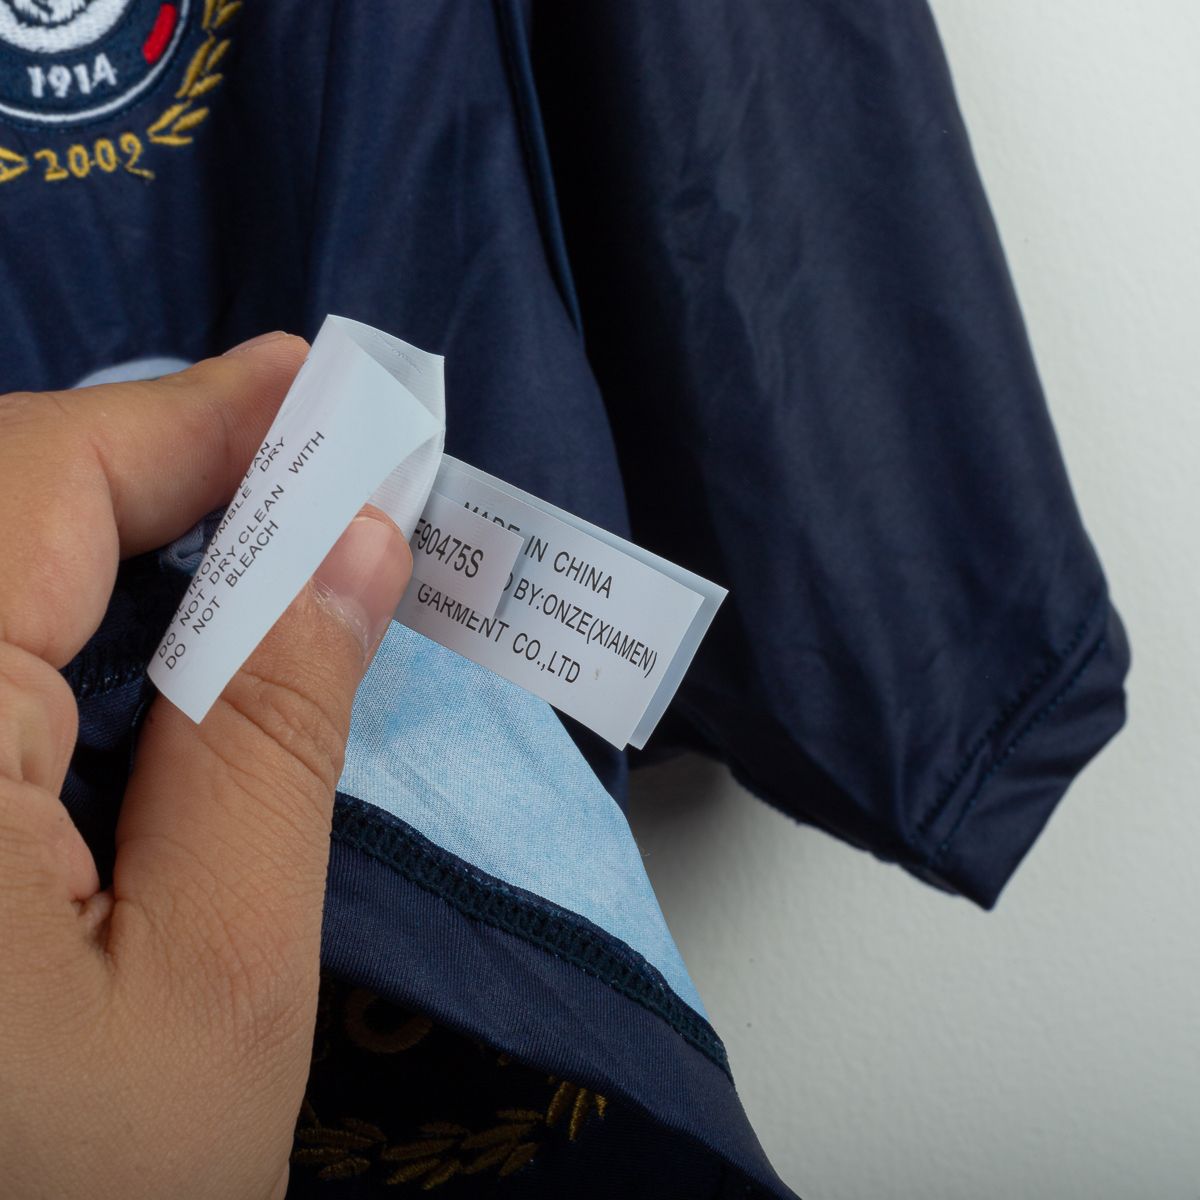 1914
2002
DRY
DO NOT DRY CLEAN WITH
DO NOT BLEACH
F90475S
MADE IN CHINA
BY:ONZE(XIAMEN)
GARMENT CO.,LTD